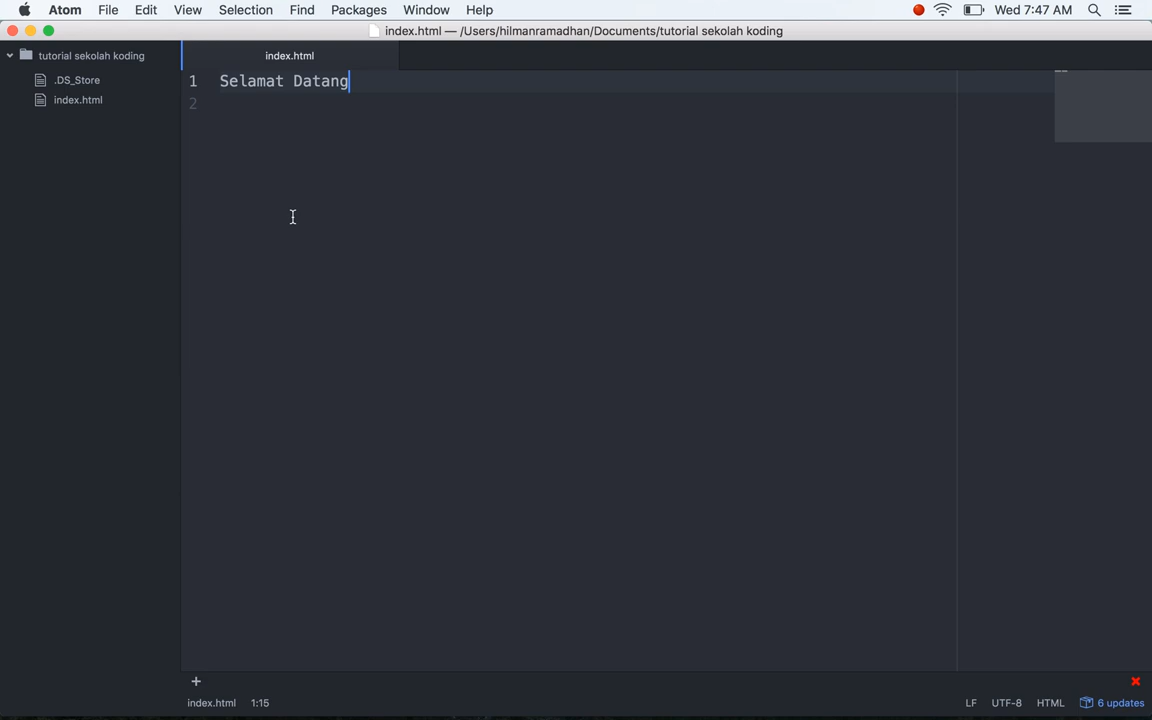 Atom File Edit View Selection Find Packages Window Help Wed 7:47 AM
index.html — /Users/hilmanramadhan/Documents/tutorial sekolah koding
tutorial sekolah koding
.DS_Store
index.html
index.html
1 Selamat Datang
2
+
index.html 1:15 LF UTF-8 HTML 6 updates